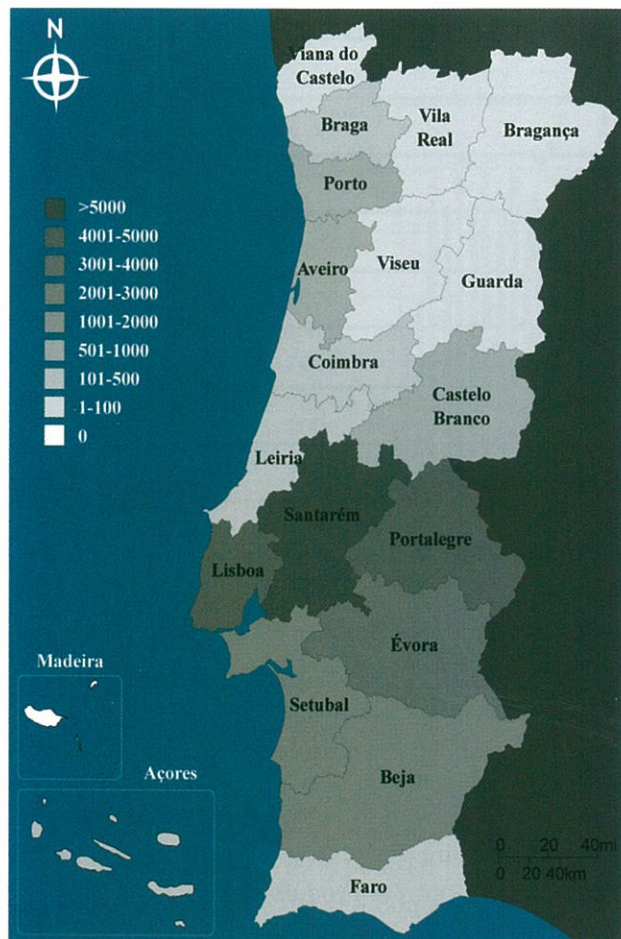 N
Viana do
Castelo
Braga
Vila
Real
Bragança
Porto
>5000
4001-5000
3001-4000
2001-3000
1001-2000
501-1000
101-500
1-100
0
Aveiro
Viseu
Guarda
Coimbra
Castelo
Branco
Leiria
Santarém
Portalegre
Lisboa
Évora
Madeira
Setubal
Açores
Beja
0 20 40mi
0 20 40km
Faro